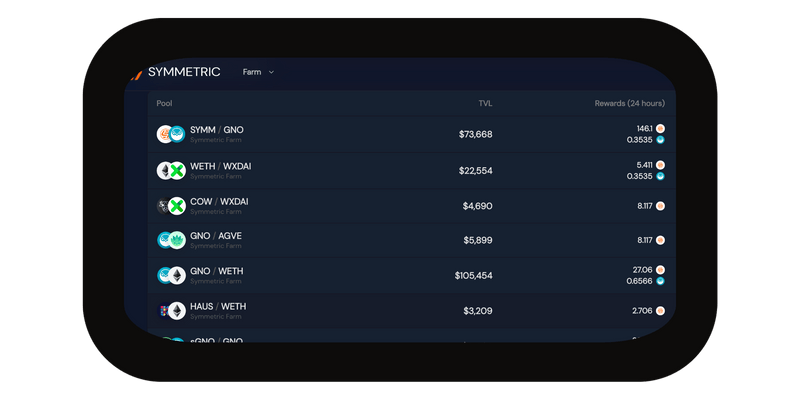 SYMMETRIC Farm
Pool TVL Rewards (24 hours)
SYMM / GNO
Symmetric Farm
$73,668
146.1
0.3535
WETH / WXDAI
Symmetric Farm
$22,554
5.411
0.3535
COW / WXDAI
Symmetric Farm
$4,690
8.117
GNO / AGVE
Symmetric Farm
$5,899
8.117
GNO / WETH
Symmetric Farm
$105,454
27.06
0.6566
HAUS / WETH
Symmetric Farm
$3,209
2.706
sGNO / GNO